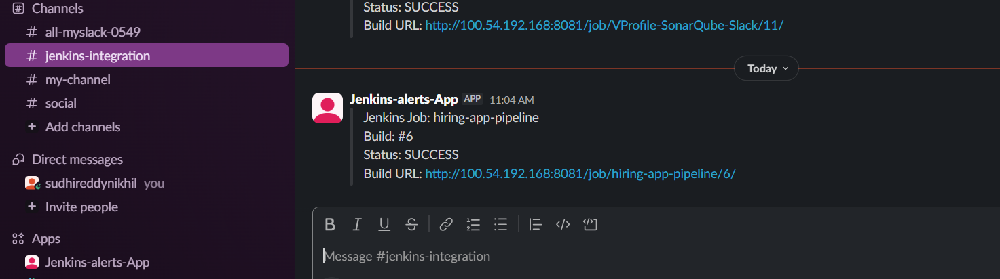 Channels
# all-myslack-0549
# jenkins-integration
# my-channel
# social
+ Add channels
Direct messages
sudhireddynikhil you
+ Invite people
Apps
Jenkins-alerts-App
Status: SUCCESS
Build URL: http://100.54.192.168:8081/job/VProfile-SonarQube-Slack/11/
Today
Jenkins-alerts-App APP 11:04 AM
Jenkins Job: hiring-app-pipeline
Build: #6
Status: SUCCESS
Build URL: http://100.54.192.168:8081/job/hiring-app-pipeline/6/
B I U S
Message #jenkins-integration